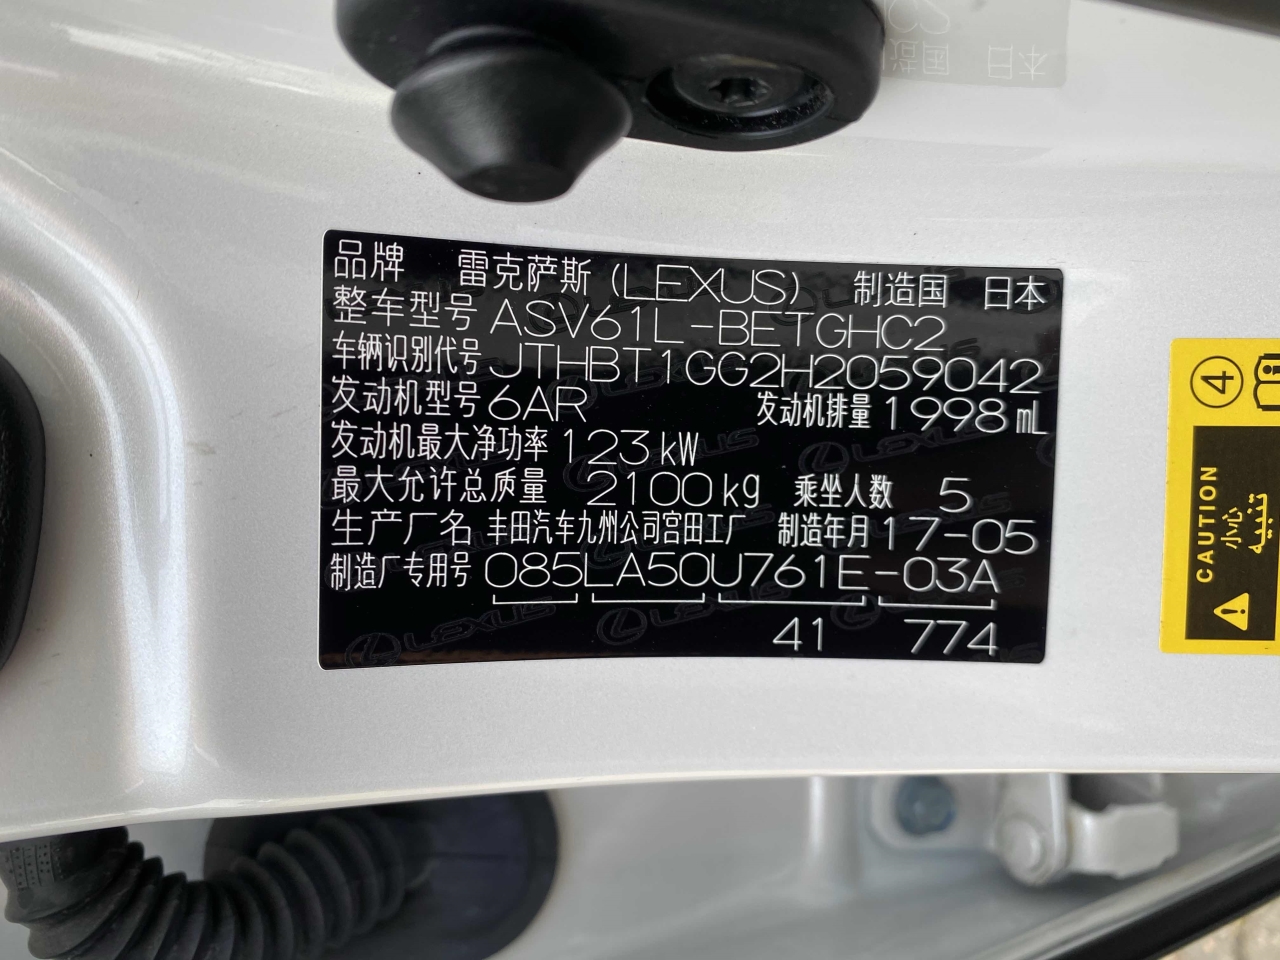 品牌 雷克萨斯 (LEXUS) 制造国 日本
整车型号 ASV61L-BETGHC2
车辆识别代号 JTHBT1GG2H2059042
发动机型号 6AR 发动机排量 1998 mL
发动机最大净功率 123 kW
最大允许总质量 2100 kg 乘坐人数 5
生产厂名 丰田汽车九州公司宫田工厂 制造年月 17-05
制造厂专用号 085LA50U761E-03A
41 774
4
CAUTION
小心
تنبيه